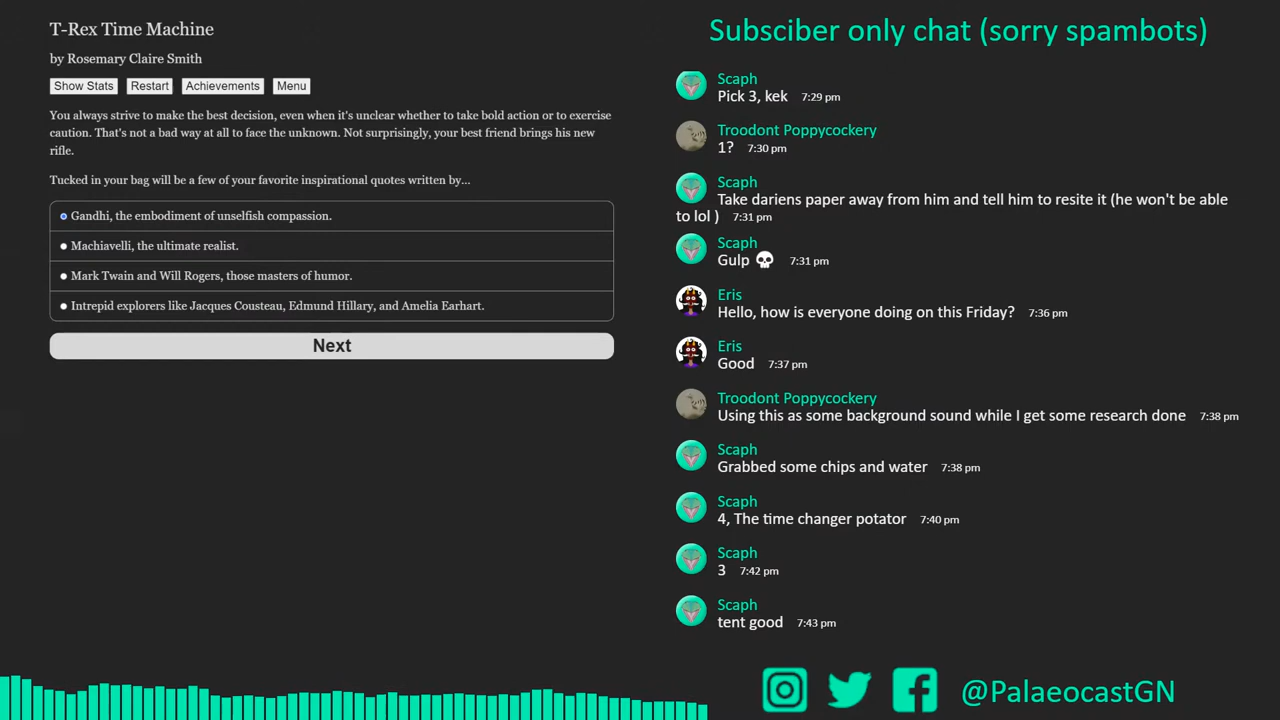 T-Rex Time Machine
by Rosemary Claire Smith
Show Stats Restart Achievements Menu
You always strive to make the best decision, even when it's unclear whether to take bold action or to exercise
caution. That's not a bad way at all to face the unknown. Not surprisingly, your best friend brings his new
rifle.
Tucked in your bag will be a few of your favorite inspirational quotes written by...
Gandhi, the embodiment of unselfish compassion.
Machiavelli, the ultimate realist.
Mark Twain and Will Rogers, those masters of humor.
Intrepid explorers like Jacques Cousteau, Edmund Hillary, and Amelia Earhart.
Next
Subsciber only chat (sorry spambots)
Scaph
Pick 3, kek 7:29 pm
Troodont Poppycockery
1? 7:30 pm
Scaph
Take dariens paper away from him and tell him to resite it (he won't be able
to lol ) 7:31 pm
Scaph
Gulp 💀 7:31 pm
Eris
Hello, how is everyone doing on this Friday? 7:36 pm
Eris
Good 7:37 pm
Troodont Poppycockery
Using this as some background sound while I get some research done 7:38 pm
Scaph
Grabbed some chips and water 7:38 pm
Scaph
4, The time changer potator 7:40 pm
Scaph
3 7:42 pm
Scaph
tent good 7:43 pm
@PalaeocastGN